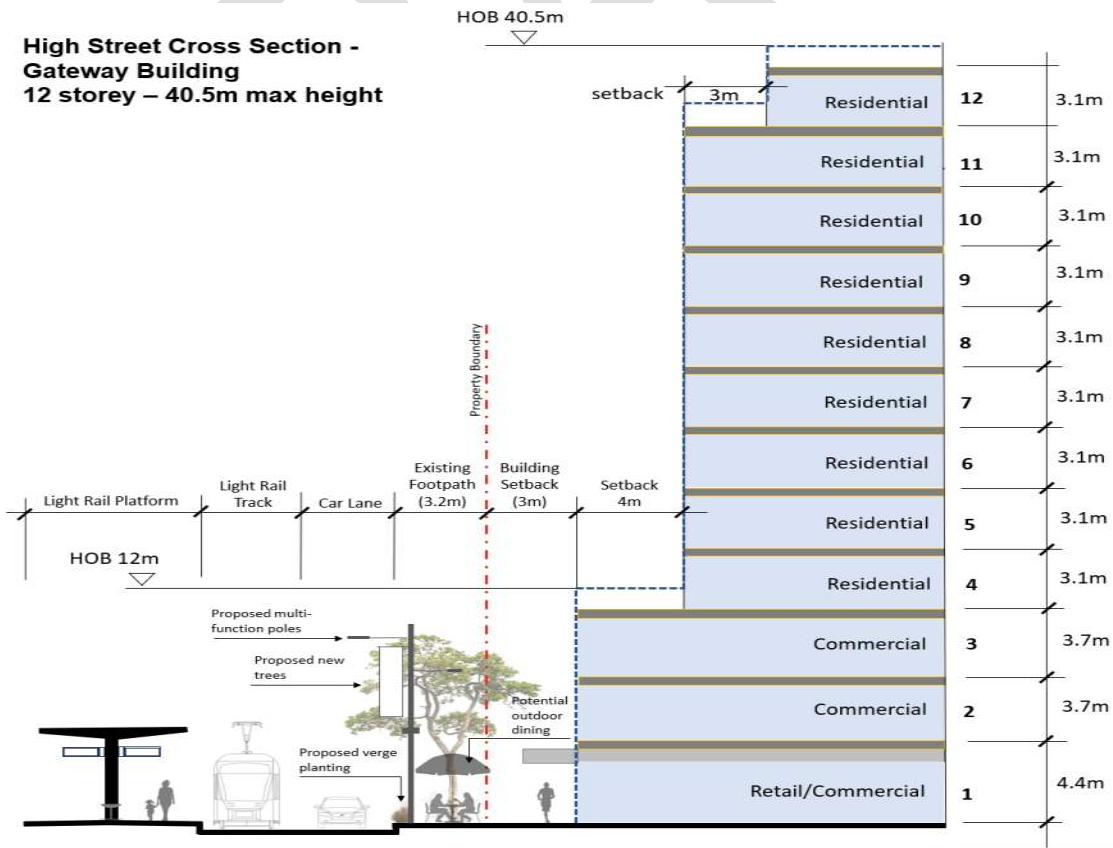 HOB 40.5m
High Street Cross Section -
Gateway Building
12 storey – 40.5m max height
setback
3m
Residential 12 3.1m
Residential 11 3.1m
Residential 10 3.1m
Residential 9 3.1m
Residential 8 3.1m
Residential 7 3.1m
Residential 6 3.1m
Residential 5 3.1m
Residential 4 3.1m
Commercial 3 3.7m
Commercial 2 3.7m
Retail/Commercial 1 4.4m
Property Boundary
Light Rail Platform
Light Rail
Track
Car Lane
Existing
Footpath
(3.2m)
Building
Setback
(3m)
Setback
4m
HOB 12m
Proposed multi-
function poles
Proposed new
trees
Potential
outdoor
dining
Proposed verge
planting